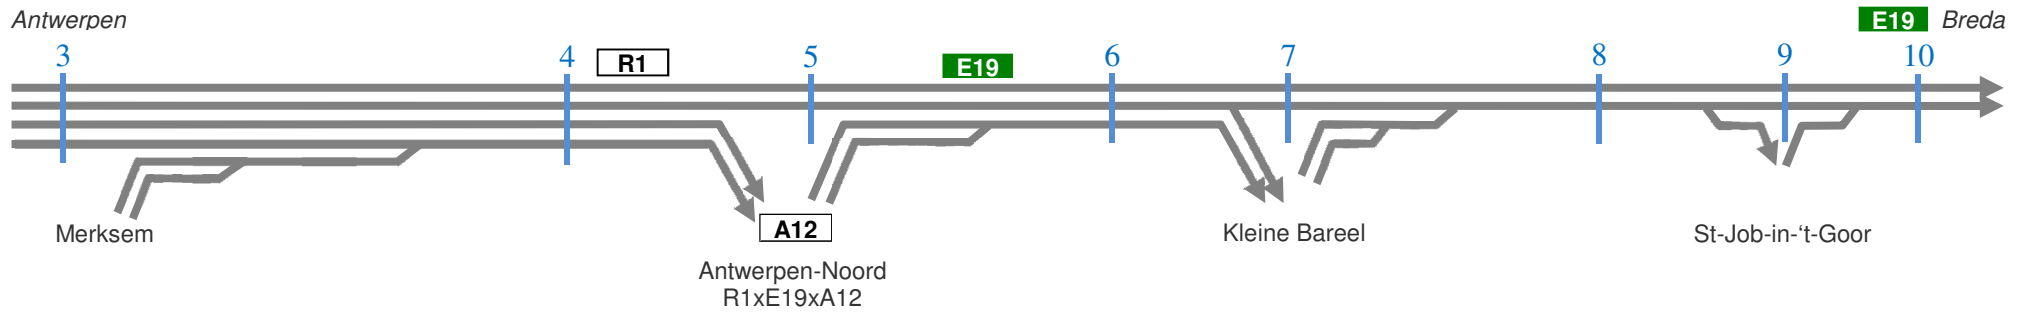 Antwerpen
E19 Breda
3 4 R1 5 E19 6 7 8 9 10
Merksem
A12
Kleine Bareel
St-Job-in-‘t-Goor
Antwerpen-Noord
R1xE19xA12